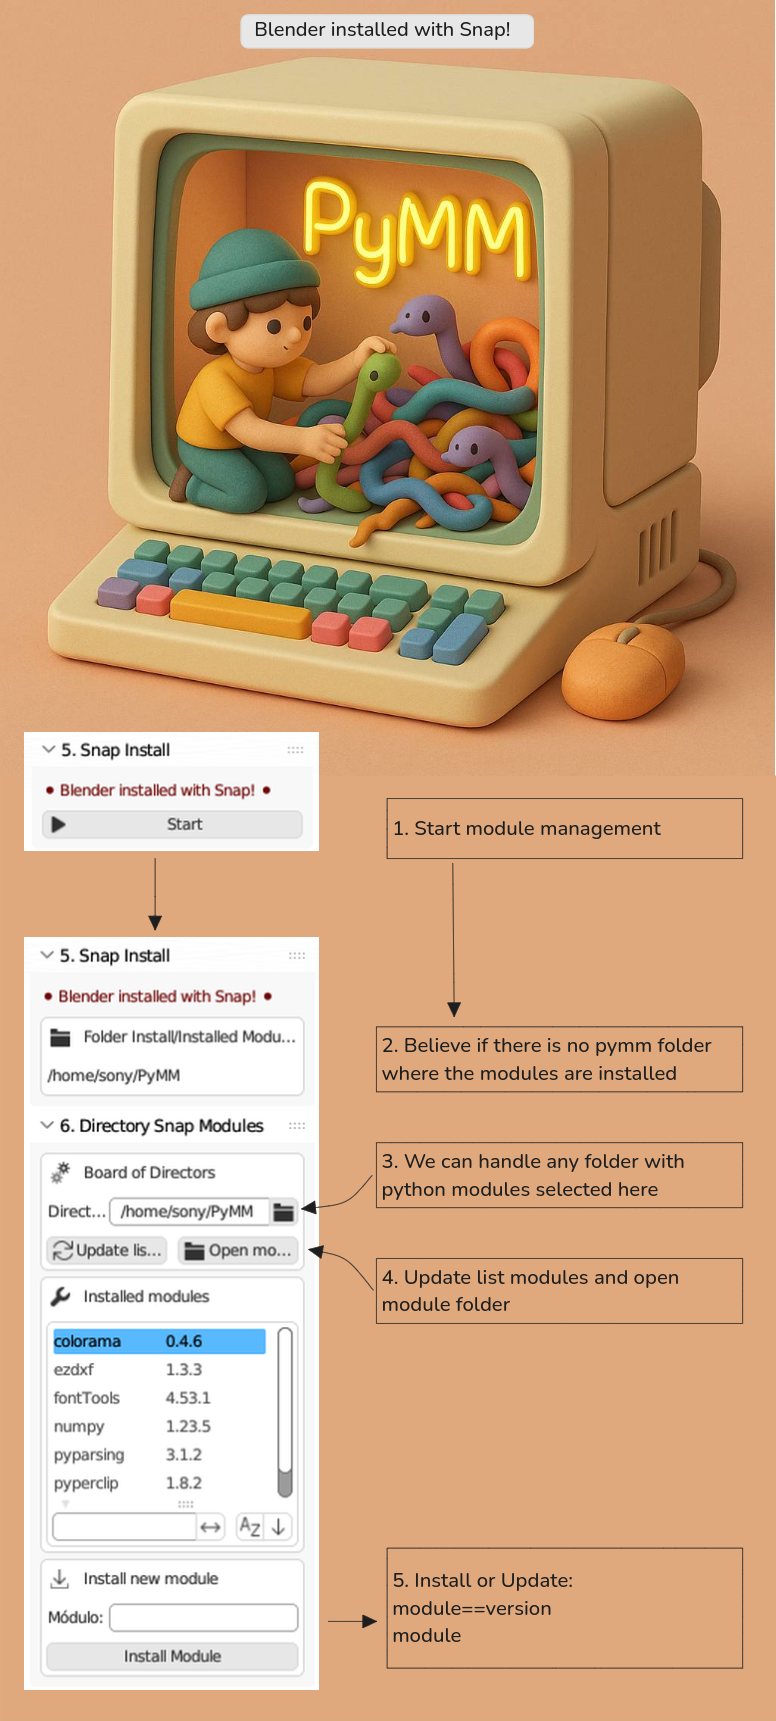 Blender installed with Snap!
PyMM
5. Snap Install
• Blender installed with Snap! •
Start
1. Start module management
5. Snap Install
• Blender installed with Snap! •
Folder Install/Installed Modu...
/home/sony/PyMM
2. Believe if there is no pymm folder
where the modules are installed
6. Directory Snap Modules
Board of Directors
Direct... /home/sony/PyMM
Update lis... Open mo...
3. We can handle any folder with
python modules selected here
4. Update list modules and open
module folder
Installed modules
colorama 0.4.6
ezdxf 1.3.3
fontTools 4.53.1
numpy 1.23.5
pyparsing 3.1.2
pyperclip 1.8.2
AZ
Install new module
Módulo:
Install Module
5. Install or Update:
module==version
module